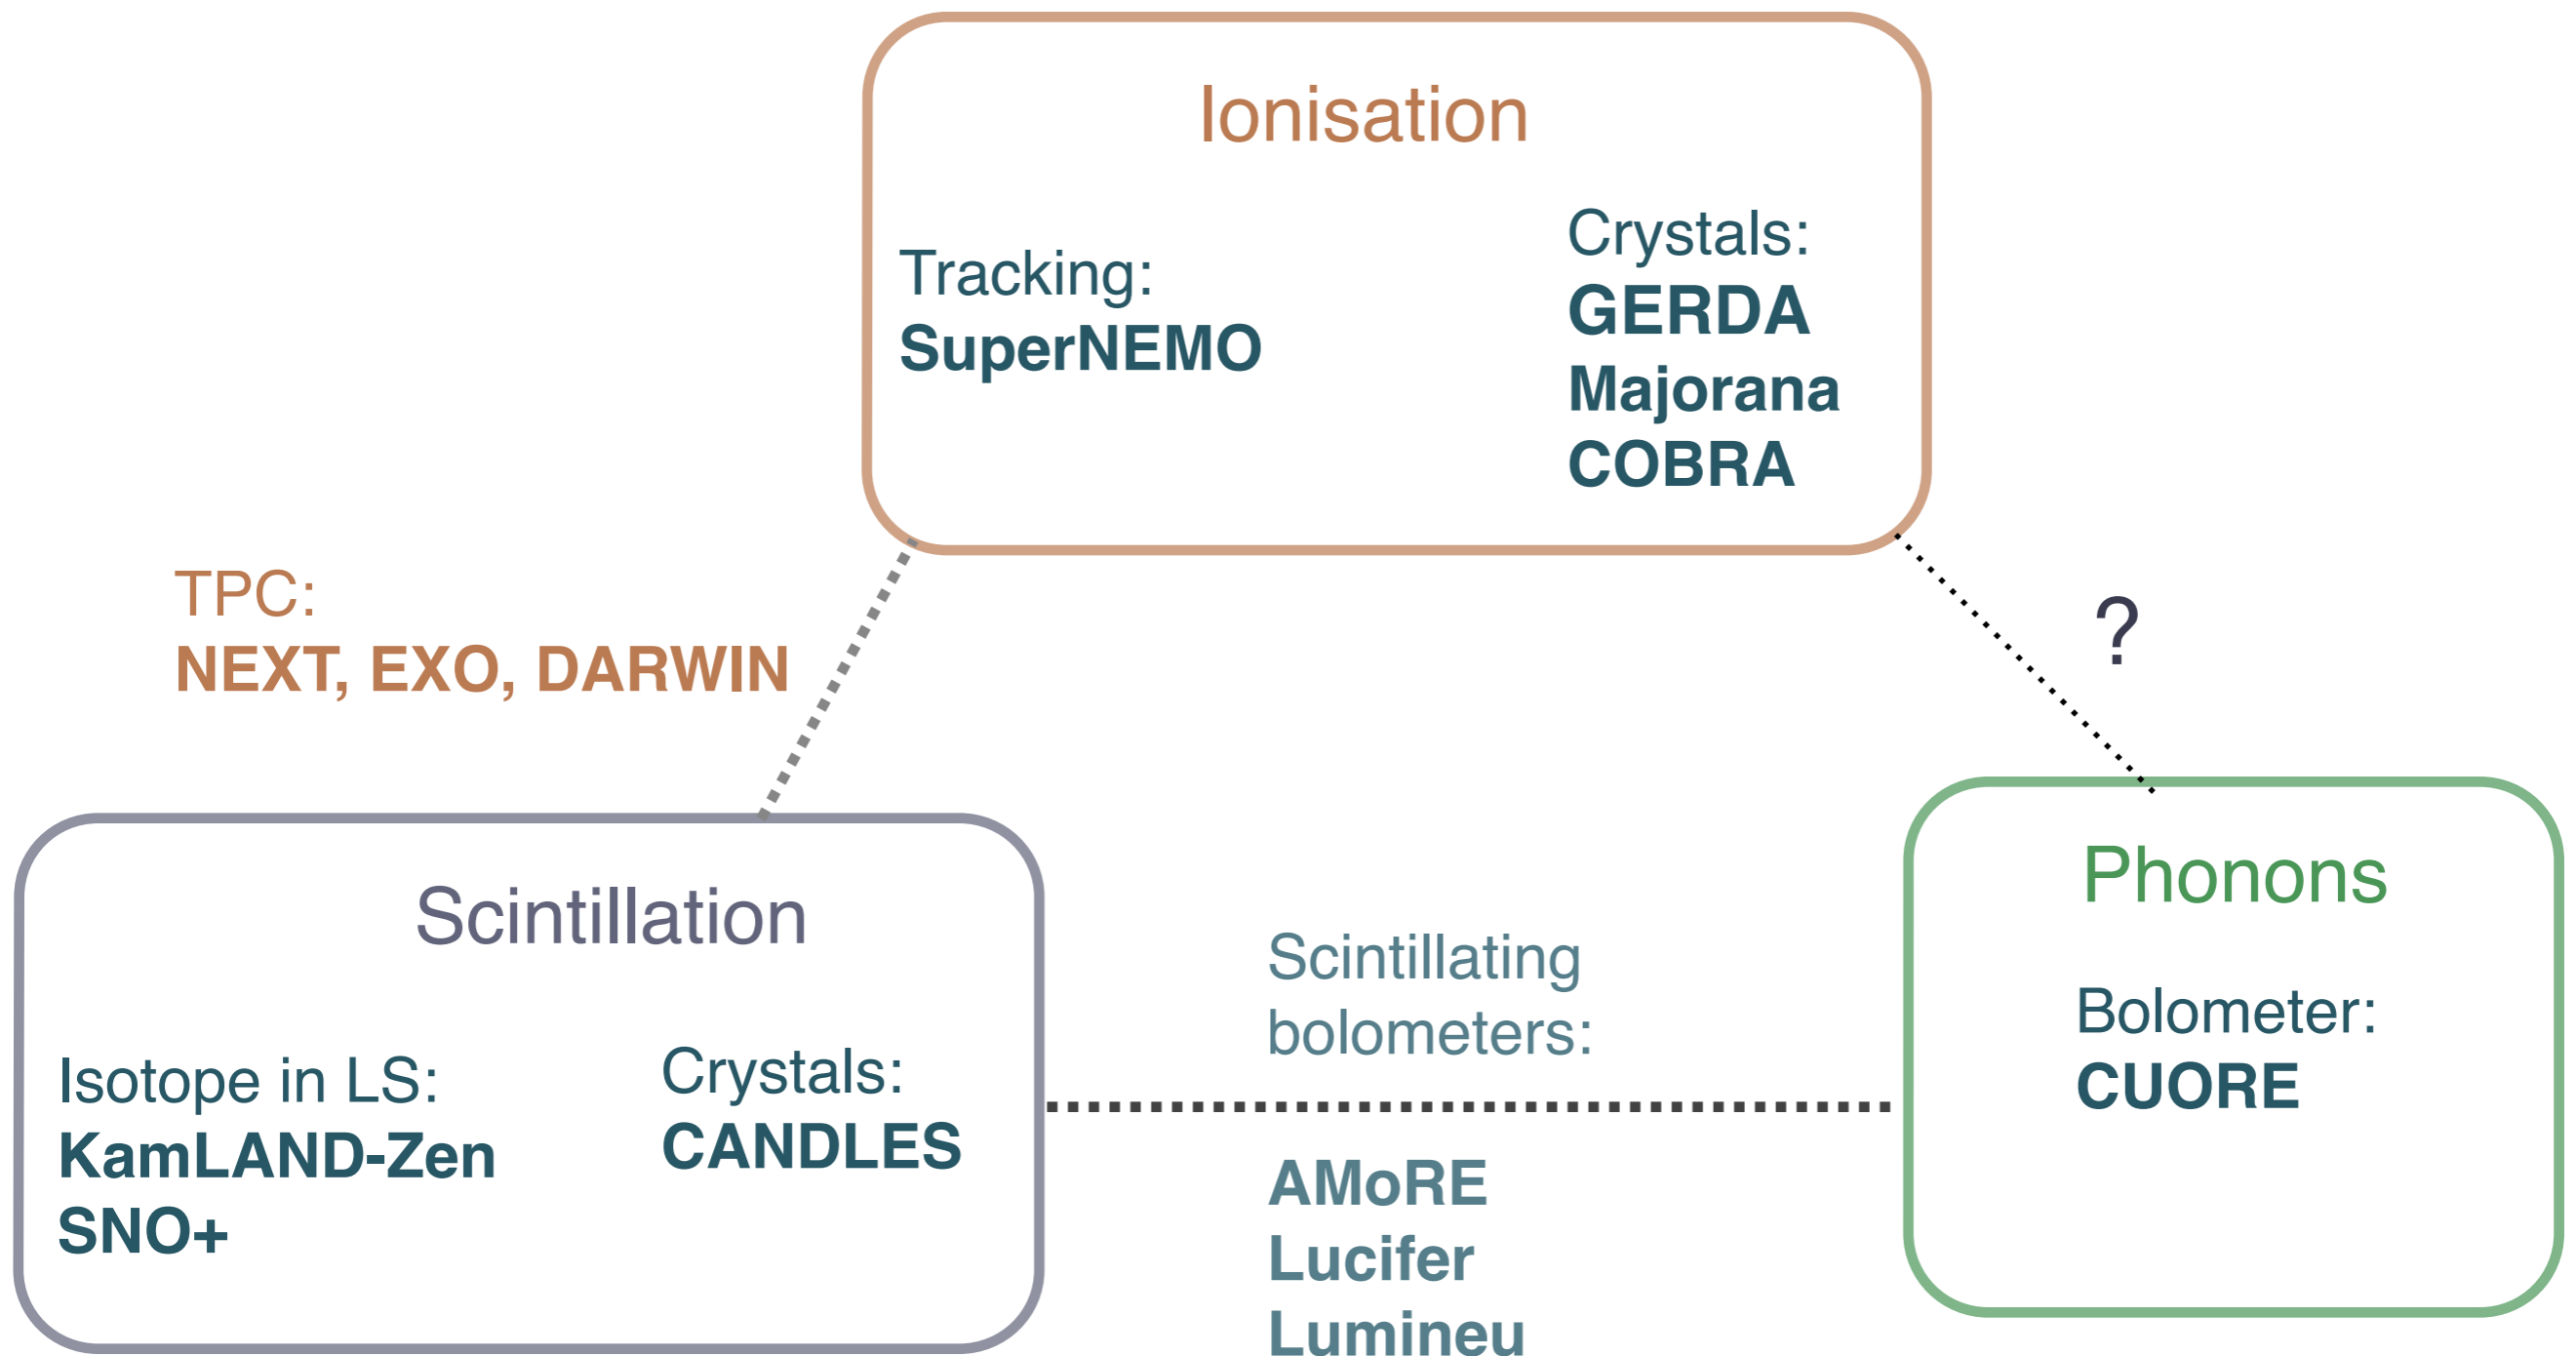 Ionisation
Tracking:
SuperNEMO
Crystals:
GERDA
Majorana
COBRA
TPC:
NEXT, EXO, DARWIN
?
Scintillation
Isotope in LS:
KamLAND-Zen
SNO+
Crystals:
CANDLES
Scintillating
bolometers:
AMoRE
Lucifer
Lumineu
Phonons
Bolometer:
CUORE